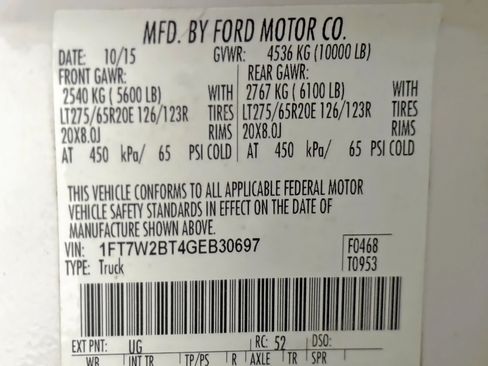 MFD. BY FORD MOTOR CO.
DATE: 10/15 GVWR: 4536 KG (10000 LB)
FRONT GAWR: REAR GAWR:
2540 KG ( 5600 LB) WITH 2767 KG ( 6100 LB) WITH
LT275/65R20E 126/123R TIRES LT275/65R20E 126/123R TIRES
20X8.0J RIMS 20X8.0J RIMS
AT 450 kPa/ 65 PSI COLD AT 450 kPa/ 65 PSI COLD
THIS VEHICLE CONFORMS TO ALL APPLICABLE FEDERAL MOTOR
VEHICLE SAFETY STANDARDS IN EFFECT ON THE DATE OF
MANUFACTURE SHOWN ABOVE.
VIN: 1FT7W2BT4GEB30697 F0468
TYPE: Truck T0953
EXT PNT: UG RC: 52 DSO:
WB INT TR TP/PS R AXLE TR SPR